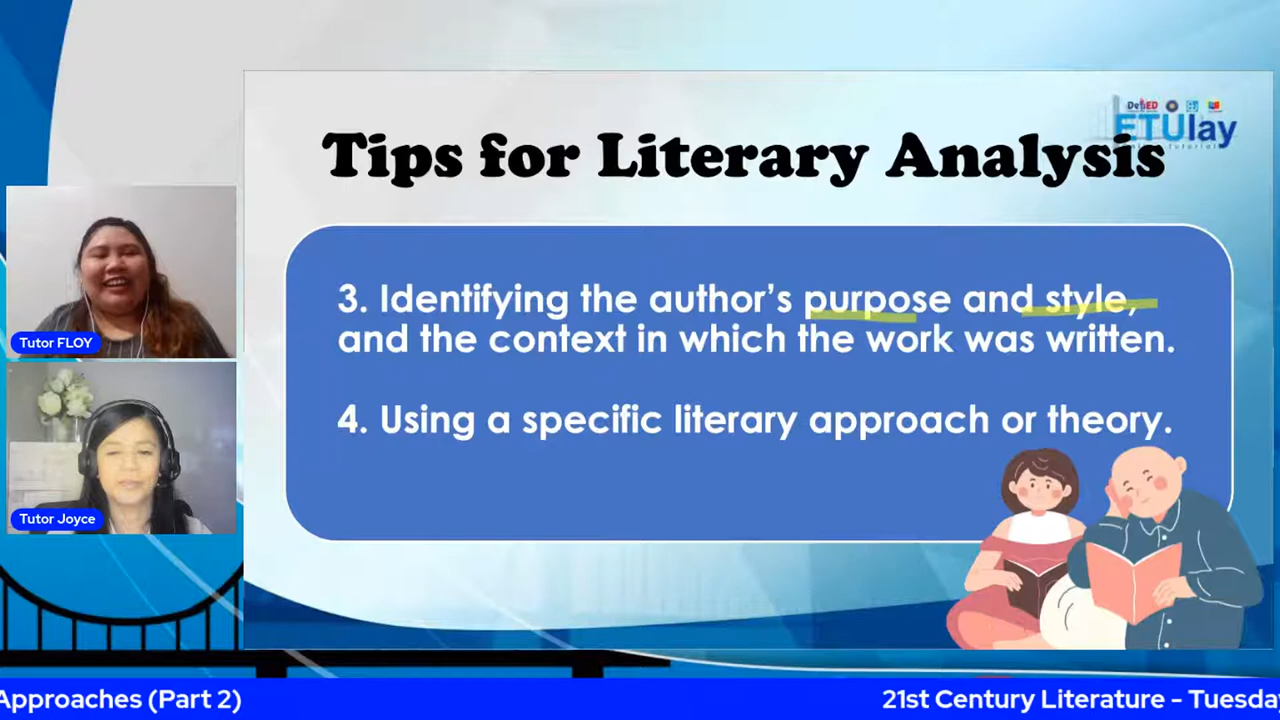 DepED
ETUlay
Tips for Literary Analysis
3. Identifying the author's purpose and style,
and the context in which the work was written.
4. Using a specific literary approach or theory.
Tutor FLOY
Tutor Joyce
Approaches (Part 2)
21st Century Literature - Tuesday